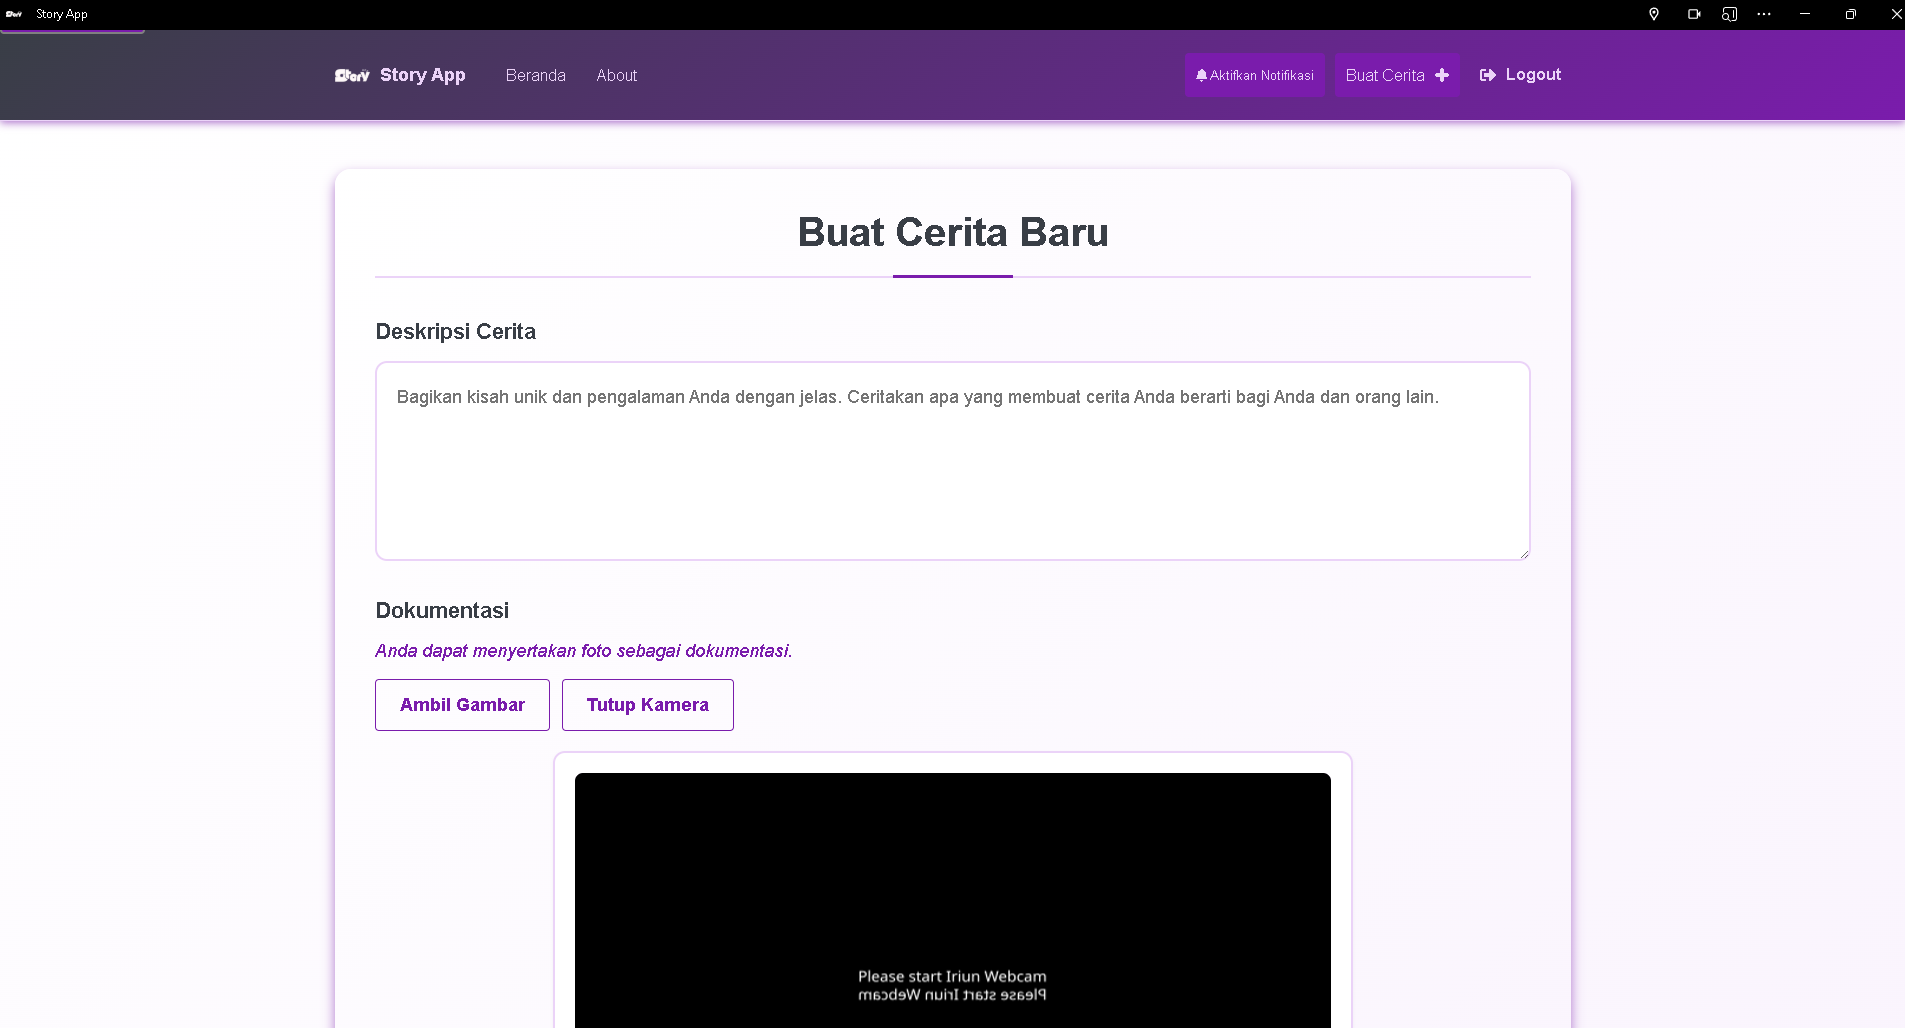 Story Story App
Story Story App Beranda About Aktifkan Notifikasi Buat Cerita Logout
Buat Cerita Baru
Deskripsi Cerita
Bagikan kisah unik dan pengalaman Anda dengan jelas. Ceritakan apa yang membuat cerita Anda berarti bagi Anda dan orang lain.
Dokumentasi
Anda dapat menyertakan foto sebagai dokumentasi.
Ambil Gambar Tutup Kamera
Please start Iriun Webcam
Please start Iriun Webcam